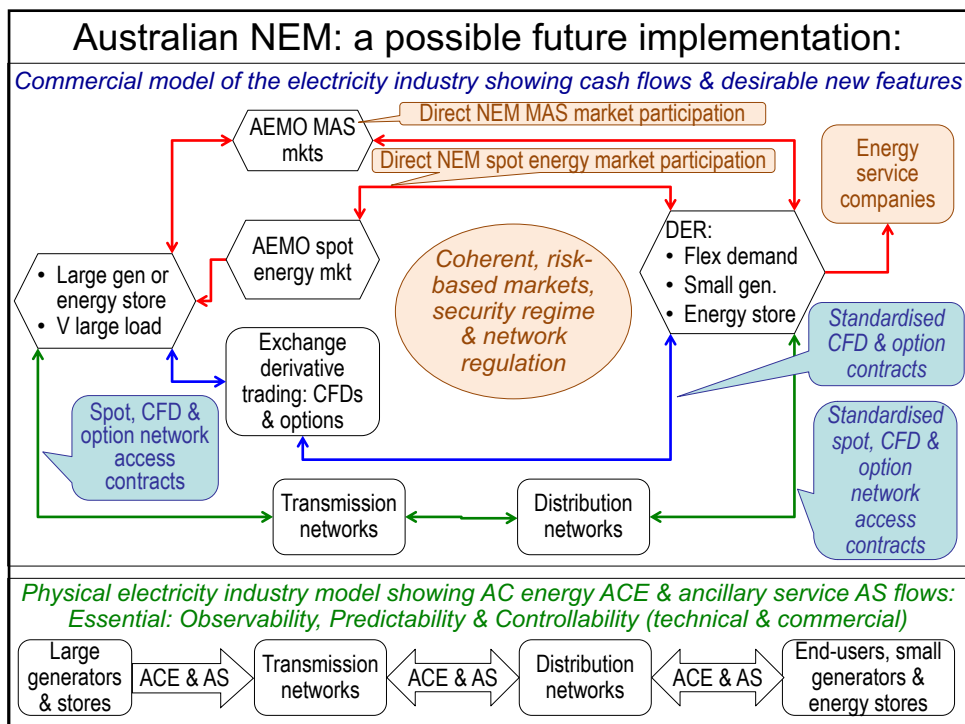 Australian NEM: a possible future implementation:
Commercial model of the electricity industry showing cash flows & desirable new features
AEMO MAS
mkts
Direct NEM MAS market participation
Direct NEM spot energy market participation
Energy
service
companies
AEMO spot
energy mkt
• Large gen or
energy store
• V large load
Coherent, risk-
based markets,
security regime
& network
regulation
DER:
• Flex demand
• Small gen.
• Energy store
Exchange
derivative
trading: CFDs
& options
Standardised
CFD & option
contracts
Spot, CFD &
option network
access
contracts
Standardised
spot, CFD &
option
network
access
contracts
Transmission
networks
Distribution
networks
Physical electricity industry model showing AC energy ACE & ancillary service AS flows:
Essential: Observability, Predictability & Controllability (technical & commercial)
Large
generators
& stores
ACE & AS
Transmission
networks
ACE & AS
Distribution
networks
ACE & AS
End-users, small
generators &
energy stores